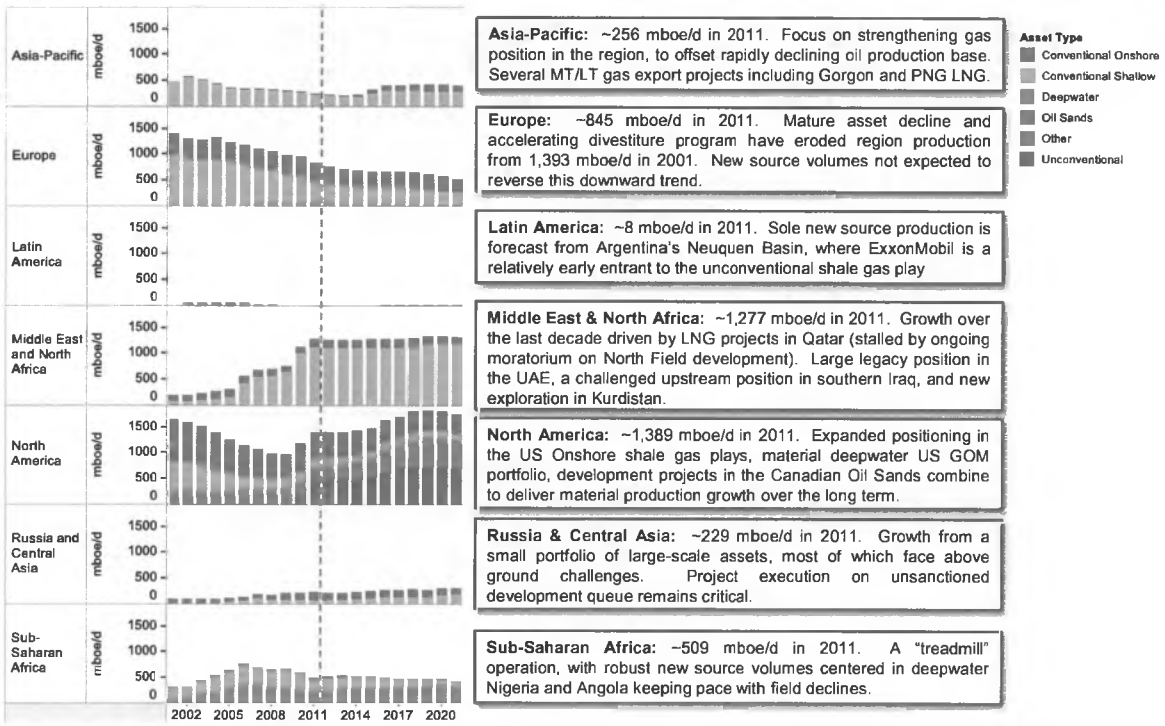 Asia-Pacific
mboe/d
1500
1000
500
0
Asia-Pacific: ~256 mboe/d in 2011. Focus on strengthening gas
position in the region, to offset rapidly declining oil production base.
Several MT/LT gas export projects including Gorgon and PNG LNG.
Asset Type
Conventional Onshore
Conventional Shallow
Deepwater
Oil Sands
Other
Unconventional
Europe
mboe/d
1500
1000
500
0
Europe: ~845 mboe/d in 2011. Mature asset decline and
accelerating divestiture program have eroded region production
from 1,393 mboe/d in 2001. New source volumes not expected to
reverse this downward trend.
Latin
America
mboe/d
1500
1000
500
0
Latin America: ~8 mboe/d in 2011. Sole new source production is
forecast from Argentina's Neuquen Basin, where ExxonMobil is a
relatively early entrant to the unconventional shale gas play
Middle East
and North
Africa
mboe/d
1500
1000
500
0
Middle East & North Africa: ~1,277 mboe/d in 2011. Growth over
the last decade driven by LNG projects in Qatar (stalled by ongoing
moratorium on North Field development). Large legacy position in
the UAE, a challenged upstream position in southern Iraq, and new
exploration in Kurdistan.
North
America
mboe/d
1500
1000
500
0
North America: ~1,389 mboe/d in 2011. Expanded positioning in
the US Onshore shale gas plays, material deepwater US GOM
portfolio, development projects in the Canadian Oil Sands combine
to deliver material production growth over the long term.
Russia and
Central
Asia
mboe/d
1500
1000
500
0
Russia & Central Asia: ~229 mboe/d in 2011. Growth from a
small portfolio of large-scale assets, most of which face above
ground challenges. Project execution on unsanctioned
development queue remains critical.
Sub-
Saharan
Africa
mboe/d
1500
1000
500
0
Sub-Saharan Africa: ~509 mboe/d in 2011. A "treadmill"
operation, with robust new source volumes centered in deepwater
Nigeria and Angola keeping pace with field declines.
2002 2005 2008 2011 2014 2017 2020